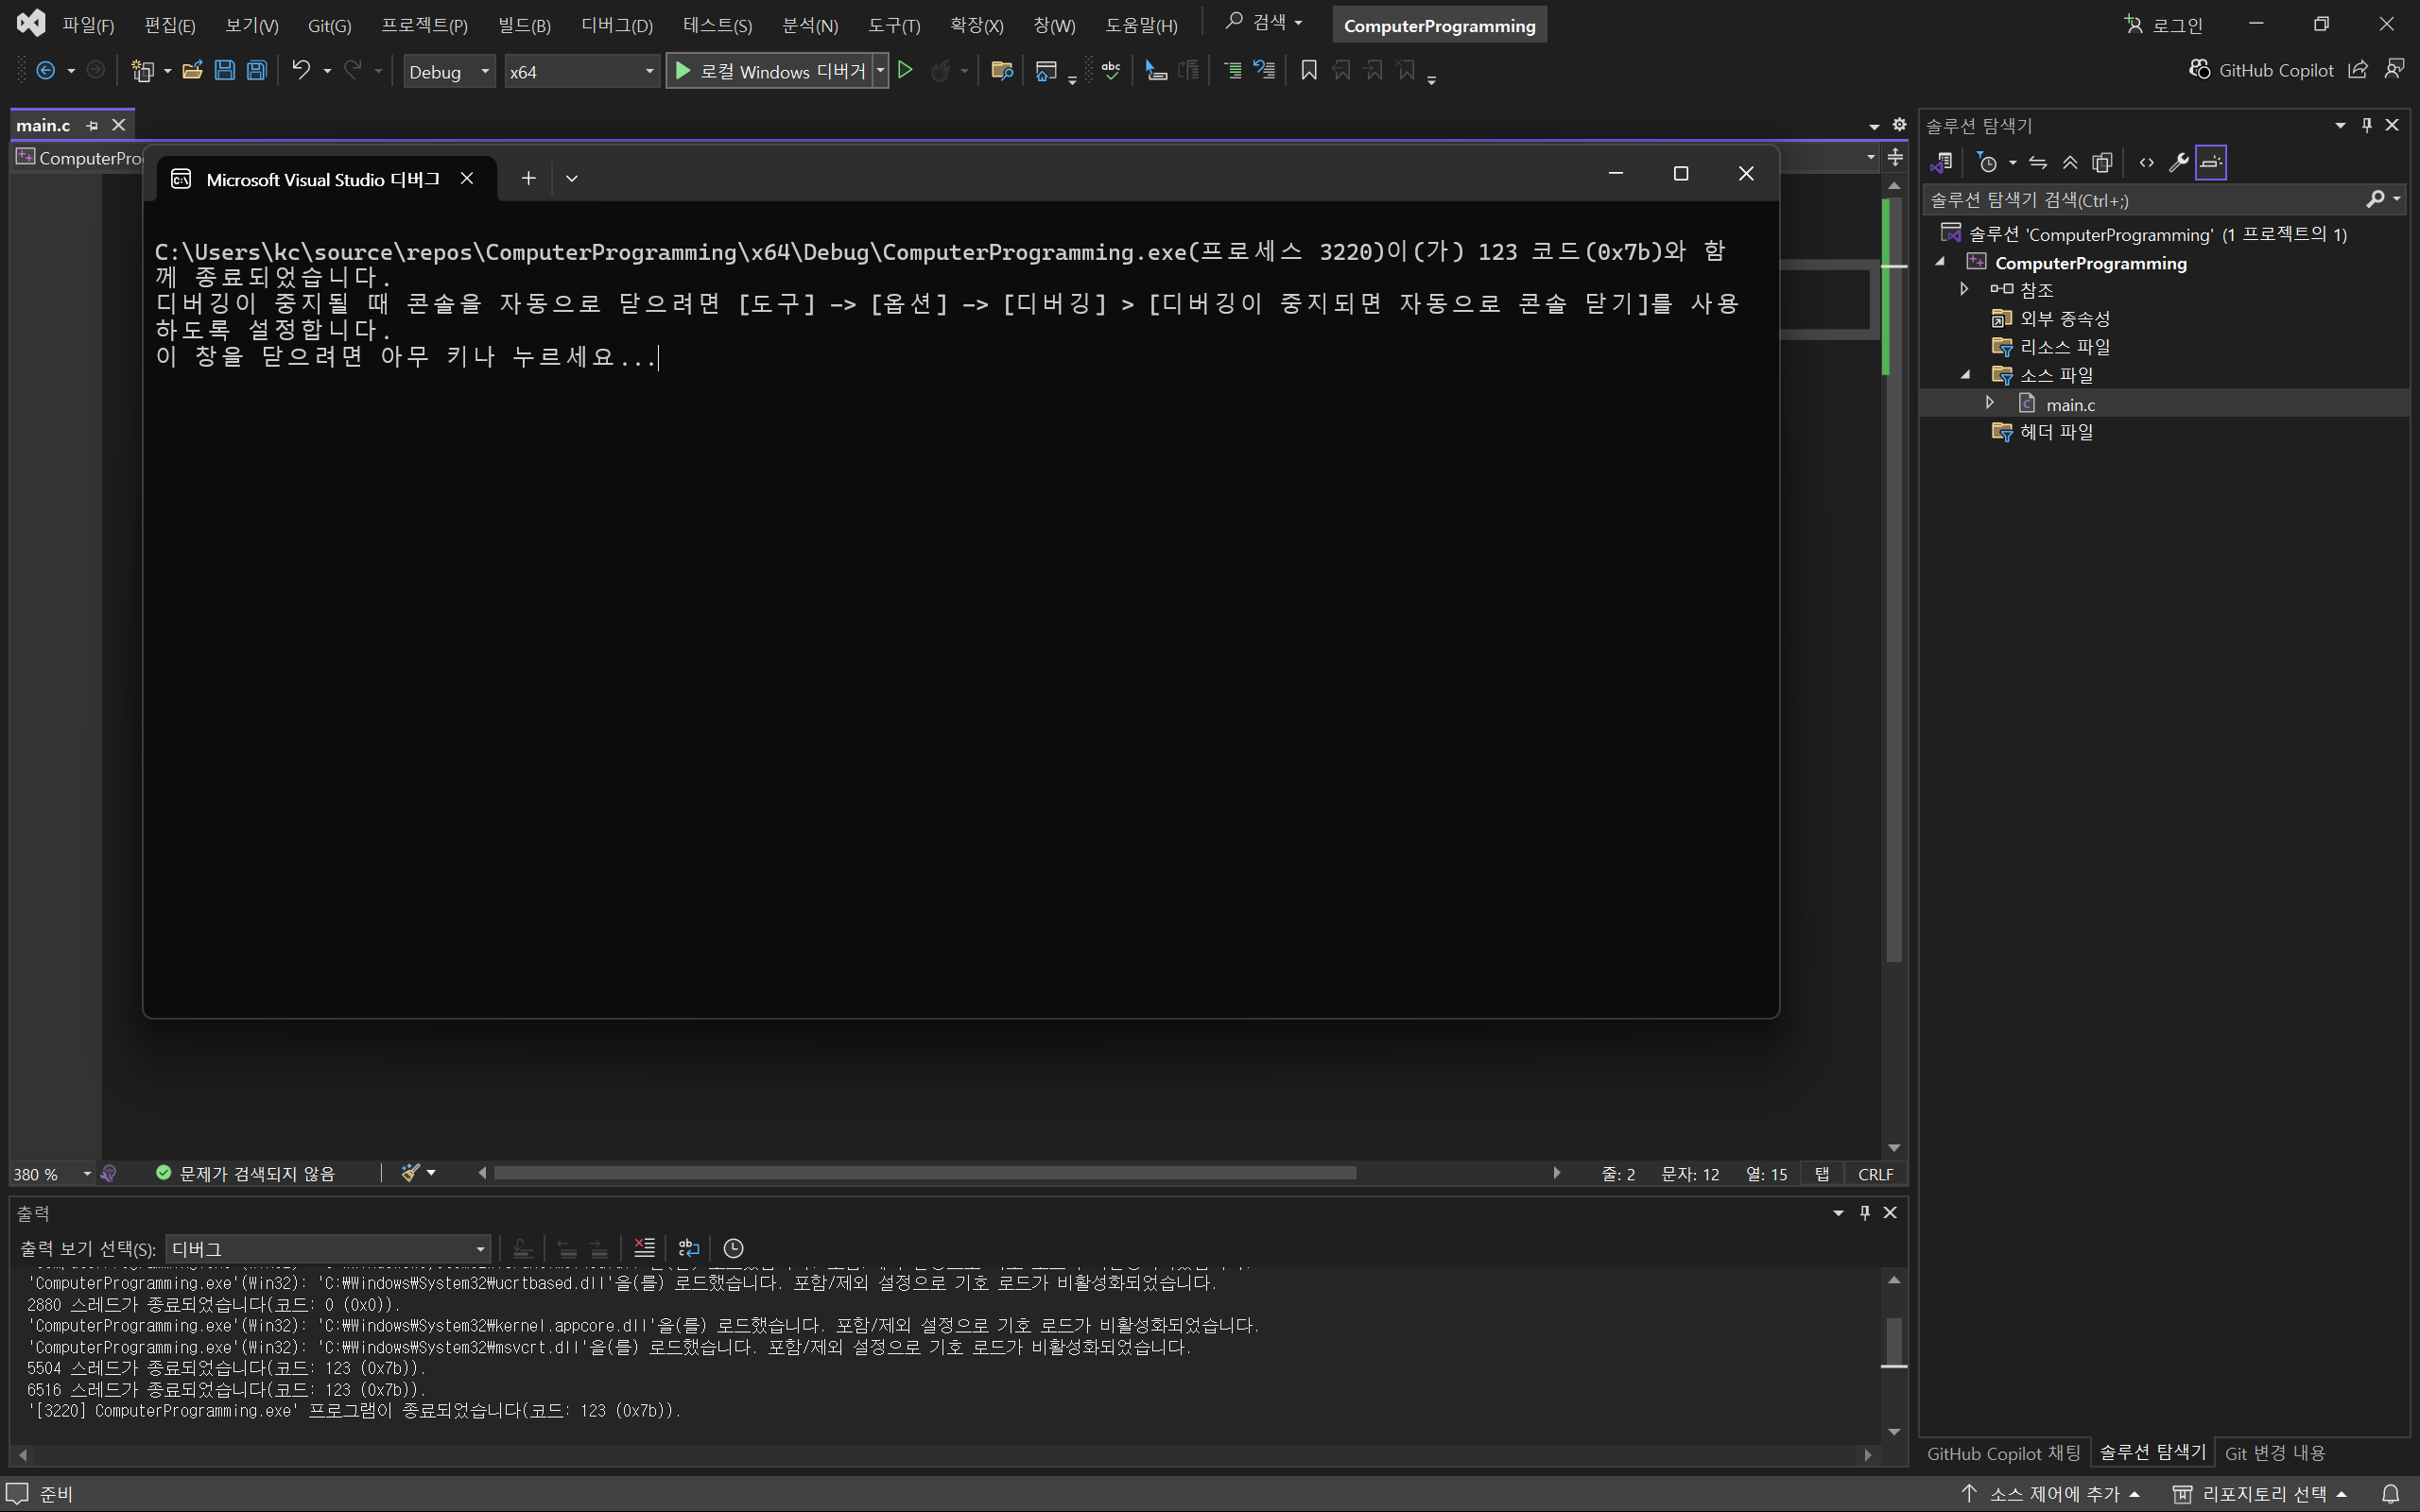 파일(F) 편집(E) 보기(V) Git(G) 프로젝트(P) 빌드(B) 디버그(D) 테스트(S) 분석(N) 도구(T) 확장(X) 창(W) 도움말(H) 검색 ComputerProgramming 로그인
Debug x64 로컬 Windows 디버거 GitHub Copilot
main.c
ComputerPro
Microsoft Visual Studio 디버그
C:\Users\kc\source\repos\ComputerProgramming\x64\Debug\ComputerProgramming.exe(프로세스 3220)이(가) 123 코드(0x7b)와 함
께 종료되었습니다.
디버깅이 중지될 때 콘솔을 자동으로 닫으려면 [도구] -> [옵션] -> [디버깅] > [디버깅이 중지되면 자동으로 콘솔 닫기]를 사용
하도록 설정합니다.
이 창을 닫으려면 아무 키나 누르세요...
솔루션 탐색기
솔루션 탐색기 검색(Ctrl+;)
솔루션 'ComputerProgramming' (1 프로젝트의 1)
ComputerProgramming
참조
외부 종속성
리소스 파일
소스 파일
main.c
헤더 파일
380 % 문제가 검색되지 않음 줄: 2 문자: 12 열: 15 탭 CRLF
출력
출력 보기 선택(S): 디버그
'ComputerProgramming.exe'(Win32): 'C:₩Windows₩System32₩ucrtbased.dll'을(를) 로드했습니다. 포함/제외 설정으로 기호 로드가 비활성화되었습니다.
2880 스레드가 종료되었습니다(코드: 0 (0x0)).
'ComputerProgramming.exe'(Win32): 'C:₩Windows₩System32₩kernel.appcore.dll'을(를) 로드했습니다. 포함/제외 설정으로 기호 로드가 비활성화되었습니다.
'ComputerProgramming.exe'(Win32): 'C:₩Windows₩System32₩msvcrt.dll'을(를) 로드했습니다. 포함/제외 설정으로 기호 로드가 비활성화되었습니다.
5504 스레드가 종료되었습니다(코드: 123 (0x7b)).
6516 스레드가 종료되었습니다(코드: 123 (0x7b)).
'[3220] ComputerProgramming.exe' 프로그램이 종료되었습니다(코드: 123 (0x7b)).
GitHub Copilot 채팅 솔루션 탐색기 Git 변경 내용
준비 소스 제어에 추가 리포지토리 선택